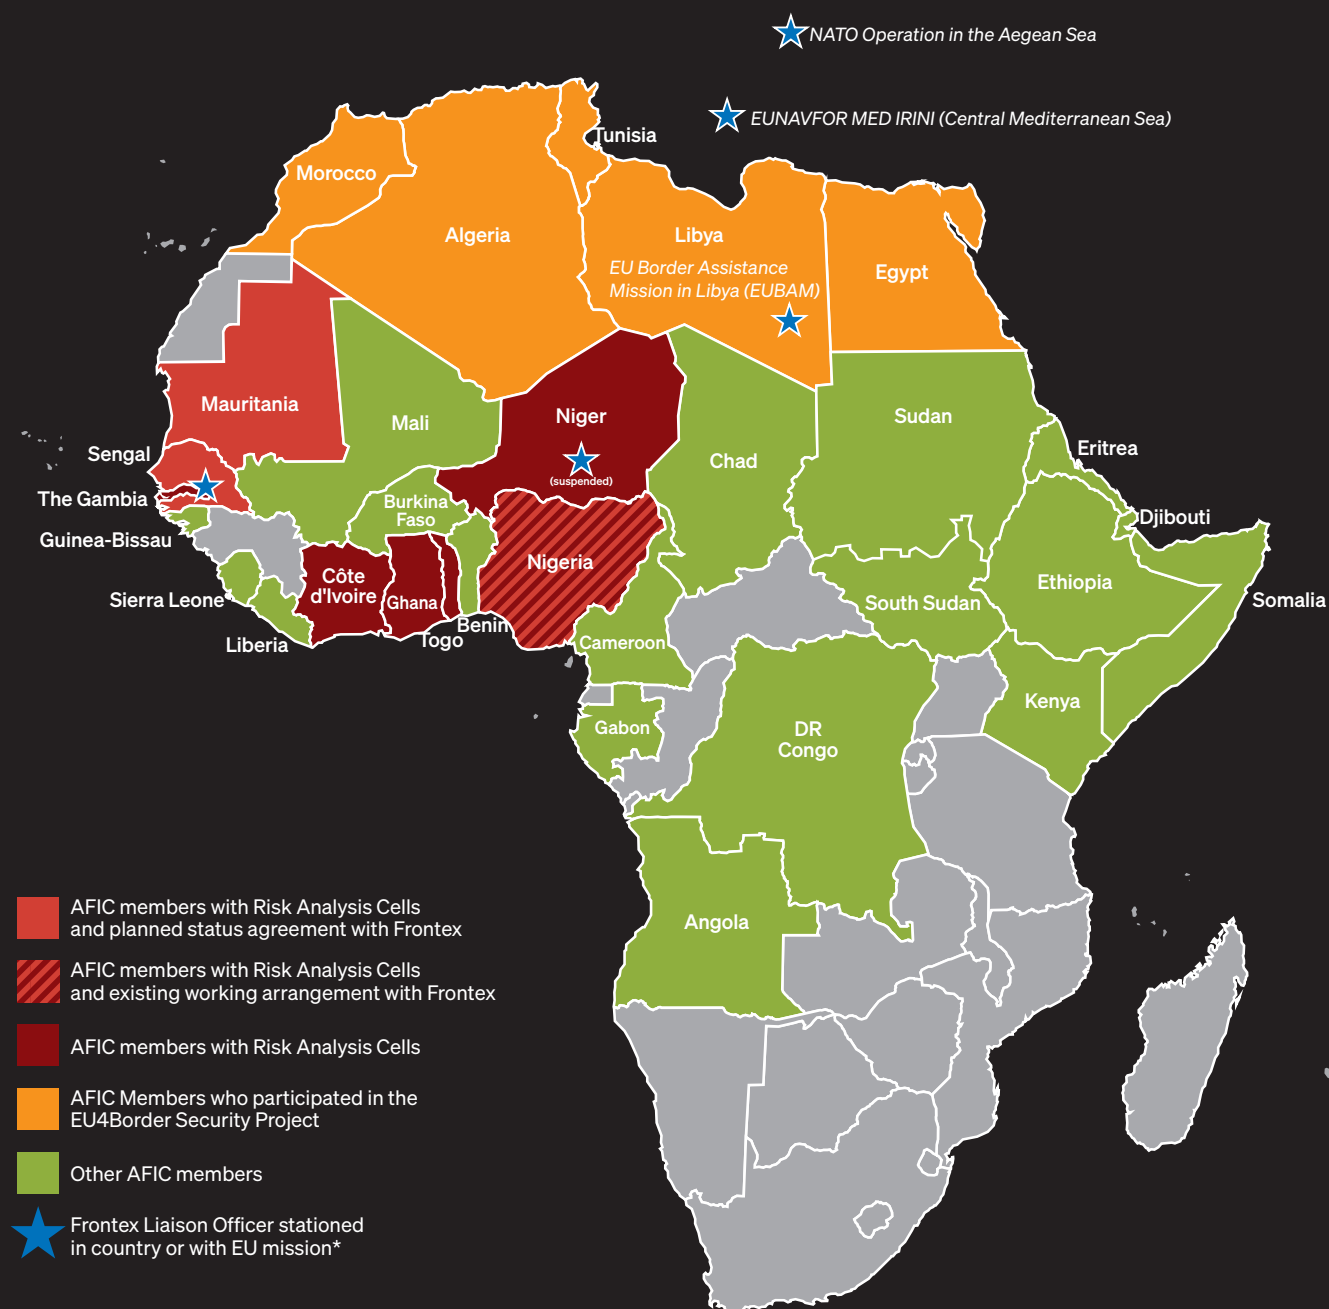 NATO Operation in the Aegean Sea
EUNAVFOR MED IRINI (Central Mediterranean Sea)
Tunisia
Morocco
Algeria
Libya
EU Border Assistance
Mission in Libya (EUBAM)
Egypt
Mauritania
Mali
Niger
(suspended)
Chad
Sudan
Eritrea
Sengal
The Gambia
Guinea-Bissau
Burkina
Faso
Djibouti
Nigeria
Côte
d'Ivoire
Ghana
Ethiopia
Somalia
South Sudan
Sierra Leone
Liberia
Togo
Benin
Cameroon
Gabon
Kenya
DR
Congo
Angola
AFIC members with Risk Analysis Cells
and planned status agreement with Frontex
AFIC members with Risk Analysis Cells
and existing working arrangement with Frontex
AFIC members with Risk Analysis Cells
AFIC Members who participated in the
EU4Border Security Project
Other AFIC members
Frontex Liaison Officer stationed
in country or with EU mission*